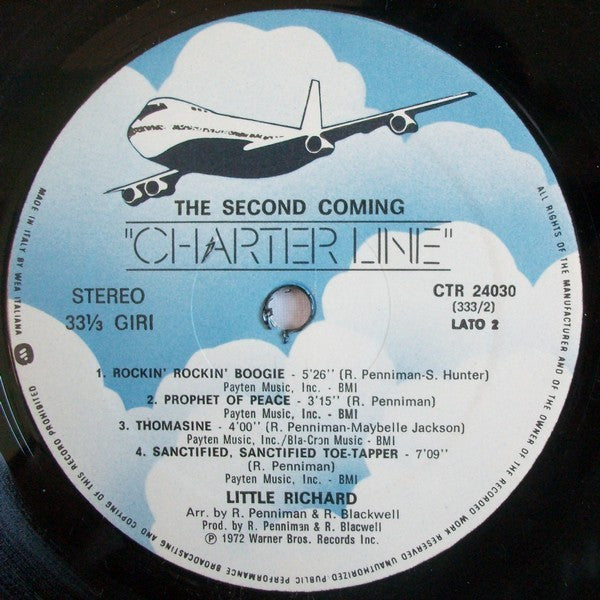 THE SECOND COMING
"CHARTER LINE"
STEREO
33⅓ GIRI
CTR 24030
(333/2)
LATO 2
1. ROCKIN' ROCKIN' BOOGIE - 5'26'' (R. Penniman-S. Hunter)
Payten Music, Inc. - BMI
2. PROPHET OF PEACE - 3'15'' (R. Penniman)
Payten Music, Inc. - BMI
3. THOMASINE - 4'00'' (R. Penniman-Maybelle Jackson)
Payten Music, Inc./Bla-Cron Music - BMI
4. SANCTIFIED, SANCTIFIED TOE-TAPPER - 7'09''
(R. Penniman)
Payten Music, Inc. - BMI
LITTLE RICHARD
Arr. by R. Penniman & R. Blackwell
Prod. by R. Penniman & R. Blacwell
℗ 1972 Warner Bros. Records Inc.
MADE IN ITALY BY WEA ITALIANA
ALL RIGHTS OF THE MANUFACTURER AND OF THE OWNER OF THE RECORDED WORK RESERVED UNAUTHORIZED PUBLIC PERFORMANCE BROADCASTING AND COPYING OF THIS RECORD PROHIBITED